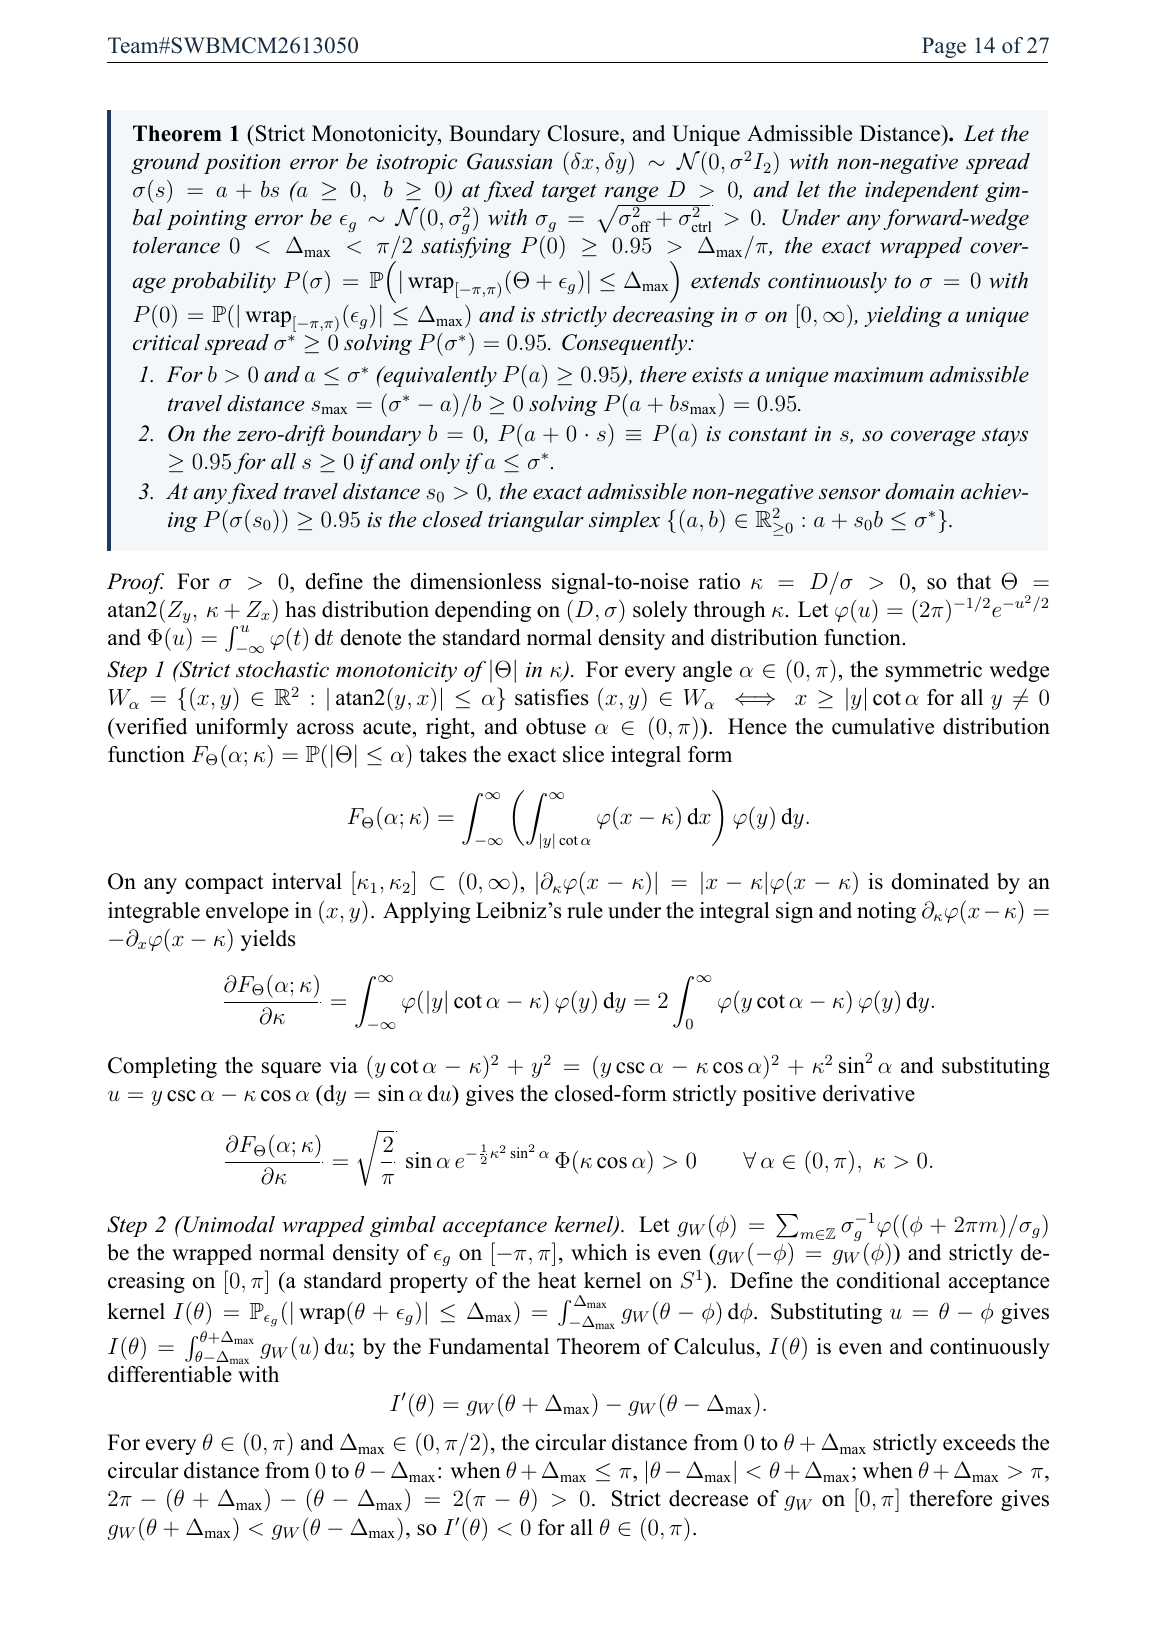 Team#SWBMCM2613050 Page 14 of 27
Theorem 1 (Strict Monotonicity, Boundary Closure, and Unique Admissible Distance). Let the
ground position error be isotropic Gaussian (δx, δy) ∼ 𝒩(0, σ²I₂) with non-negative spread
σ(s) = a + bs (a ≥ 0, b ≥ 0) at fixed target range D > 0, and let the independent gim-
bal pointing error be ϵ_g ∼ 𝒩(0, σ_g²) with σ_g = √(σ²_off + σ²_ctrl) > 0. Under any forward-wedge
tolerance 0 < Δ_max < π/2 satisfying P(0) ≥ 0.95 > Δ_max/π, the exact wrapped cover-
age probability P(σ) = ℙ(| wrap_[−π,π)(Θ + ϵ_g)| ≤ Δ_max) extends continuously to σ = 0 with
P(0) = ℙ(| wrap_[−π,π)(ϵ_g)| ≤ Δ_max) and is strictly decreasing in σ on [0, ∞), yielding a unique
critical spread σ* ≥ 0 solving P(σ*) = 0.95. Consequently:
1. For b > 0 and a ≤ σ* (equivalently P(a) ≥ 0.95), there exists a unique maximum admissible
travel distance s_max = (σ* − a)/b ≥ 0 solving P(a + bs_max) = 0.95.
2. On the zero-drift boundary b = 0, P(a + 0 · s) ≡ P(a) is constant in s, so coverage stays
≥ 0.95 for all s ≥ 0 if and only if a ≤ σ*.
3. At any fixed travel distance s₀ > 0, the exact admissible non-negative sensor domain achiev-
ing P(σ(s₀)) ≥ 0.95 is the closed triangular simplex {(a, b) ∈ ℝ²_≥0 : a + s₀b ≤ σ*}.
Proof. For σ > 0, define the dimensionless signal-to-noise ratio κ = D/σ > 0, so that Θ =
atan2(Z_y, κ + Z_x) has distribution depending on (D, σ) solely through κ. Let φ(u) = (2π)^{−1/2}e^{−u²/2}
and Φ(u) = ∫_{−∞}^{u} φ(t) dt denote the standard normal density and distribution function.
Step 1 (Strict stochastic monotonicity of |Θ| in κ). For every angle α ∈ (0, π), the symmetric wedge
W_α = {(x, y) ∈ ℝ² : | atan2(y, x)| ≤ α} satisfies (x, y) ∈ W_α ⟺ x ≥ |y| cot α for all y ≠ 0
(verified uniformly across acute, right, and obtuse α ∈ (0, π)). Hence the cumulative distribution
function F_Θ(α; κ) = ℙ(|Θ| ≤ α) takes the exact slice integral form
F_Θ(α; κ) = ∫_{−∞}^{∞} (∫_{|y| cot α}^{∞} φ(x − κ) dx) φ(y) dy.
On any compact interval [κ₁, κ₂] ⊂ (0, ∞), |∂_κφ(x − κ)| = |x − κ|φ(x − κ) is dominated by an
integrable envelope in (x, y). Applying Leibniz’s rule under the integral sign and noting ∂_κφ(x−κ) =
−∂_xφ(x − κ) yields
∂F_Θ(α; κ)/∂κ = ∫_{−∞}^{∞} φ(|y| cot α − κ) φ(y) dy = 2 ∫_{0}^{∞} φ(y cot α − κ) φ(y) dy.
Completing the square via (y cot α − κ)² + y² = (y csc α − κ cos α)² + κ² sin² α and substituting
u = y csc α − κ cos α (dy = sin α du) gives the closed-form strictly positive derivative
∂F_Θ(α; κ)/∂κ = √(2/π) sin α e^{−½κ² sin² α} Φ(κ cos α) > 0 ∀ α ∈ (0, π), κ > 0.
Step 2 (Unimodal wrapped gimbal acceptance kernel). Let g_W(ϕ) = ∑_{m∈ℤ} σ_g^{−1}φ((ϕ + 2πm)/σ_g)
be the wrapped normal density of ϵ_g on [−π, π], which is even (g_W(−ϕ) = g_W(ϕ)) and strictly de-
creasing on [0, π] (a standard property of the heat kernel on S¹). Define the conditional acceptance
kernel I(θ) = ℙ_{ϵ_g}(| wrap(θ + ϵ_g)| ≤ Δ_max) = ∫_{−Δ_max}^{Δ_max} g_W(θ − ϕ) dϕ. Substituting u = θ − ϕ gives
I(θ) = ∫_{θ−Δ_max}^{θ+Δ_max} g_W(u) du; by the Fundamental Theorem of Calculus, I(θ) is even and continuously
differentiable with
I′(θ) = g_W(θ + Δ_max) − g_W(θ − Δ_max).
For every θ ∈ (0, π) and Δ_max ∈ (0, π/2), the circular distance from 0 to θ + Δ_max strictly exceeds the
circular distance from 0 to θ − Δ_max: when θ + Δ_max ≤ π, |θ − Δ_max| < θ + Δ_max; when θ + Δ_max > π,
2π − (θ + Δ_max) − (θ − Δ_max) = 2(π − θ) > 0. Strict decrease of g_W on [0, π] therefore gives
g_W(θ + Δ_max) < g_W(θ − Δ_max), so I′(θ) < 0 for all θ ∈ (0, π).